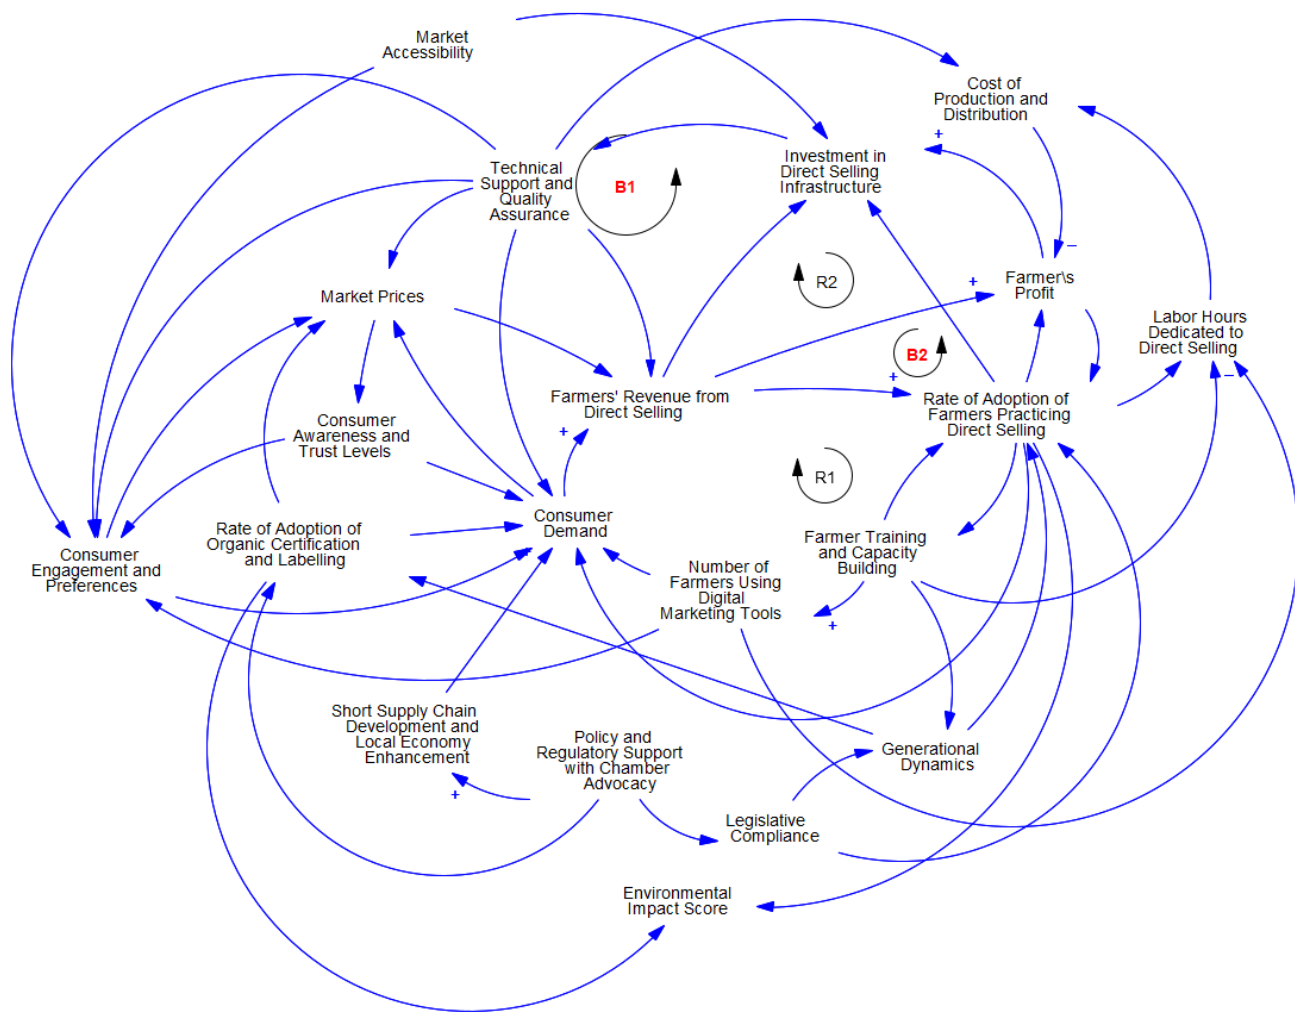 Market
Accessibility
Cost of
Production and
Distribution
+
Technical
Support and
Quality
Assurance
B1
Investment in
Direct Selling
Infrastructure
–
R2
+
Farmer\s
Profit
Market Prices
Labor Hours
Dedicated to
Direct Selling
–
B2
+
Farmers' Revenue from
Direct Selling
Rate of Adoption of
Farmers Practicing
Direct Selling
Consumer
Awareness and
Trust Levels
+
R1
Consumer
Demand
Rate of Adoption of
Organic Certification
and Labelling
Consumer
Engagement and
Preferences
Farmer Training
and Capacity
Building
Number of
Farmers Using
Digital
Marketing Tools
+
Short Supply Chain
Development and
Local Economy
Enhancement
+
Policy and
Regulatory Support
with Chamber
Advocacy
Generational
Dynamics
Legislative
Compliance
Environmental
Impact Score